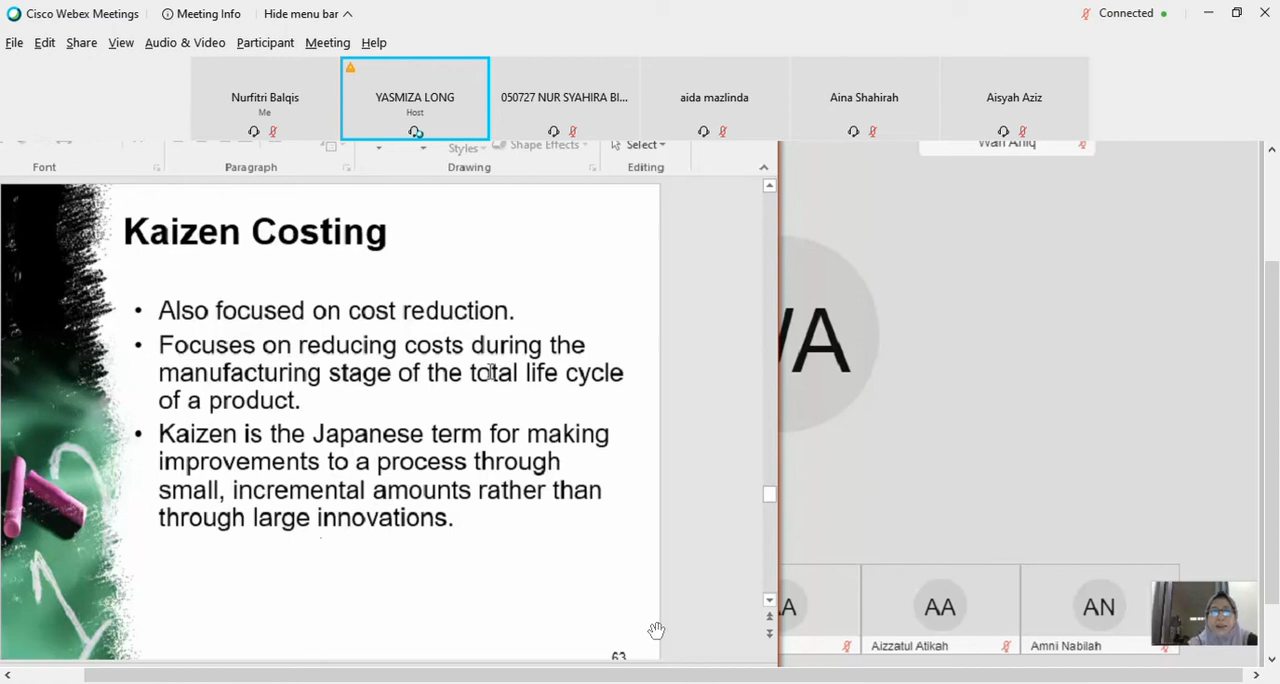 Cisco Webex Meetings Meeting Info Hide menu bar Connected
File Edit Share View Audio & Video Participant Meeting Help
Nurfitri Balqis
Me
YASMIZA LONG
Host
050727 NUR SYAHIRA BI...
aida mazlinda
Aina Shahirah
Aisyah Aziz
Styles Shape Effects Select
Font Paragraph Drawing Editing
Kaizen Costing
• Also focused on cost reduction.
• Focuses on reducing costs during the
manufacturing stage of the total life cycle
of a product.
• Kaizen is the Japanese term for making
improvements to a process through
small, incremental amounts rather than
through large innovations.
63
WA
AA
Aizzatul Atikah
AN
Amni Nabilah